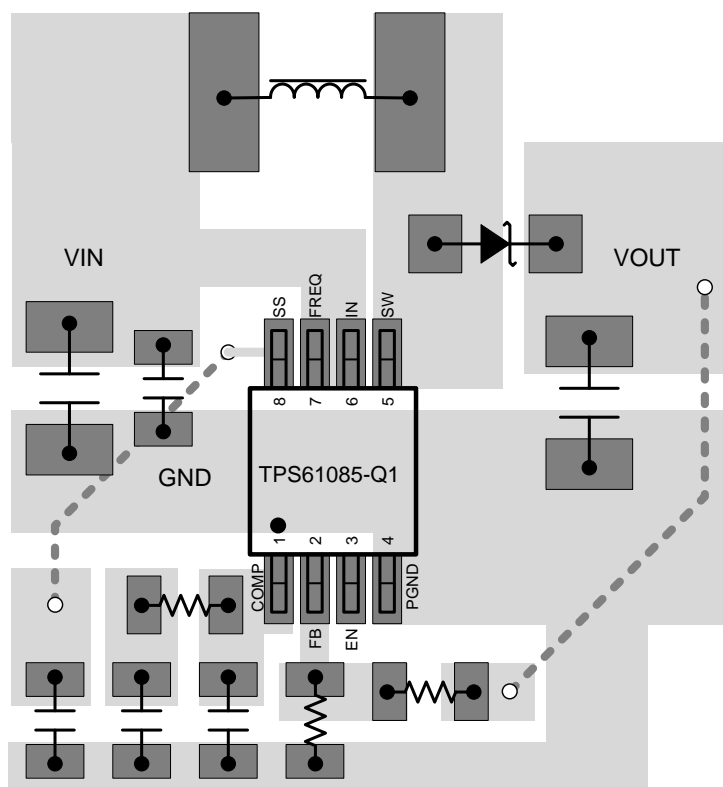 VIN
VOUT
SS
FREQ
IN
SW
8
7
6
5
GND
TPS61085-Q1
1
2
3
4
COMP
FB
EN
PGND